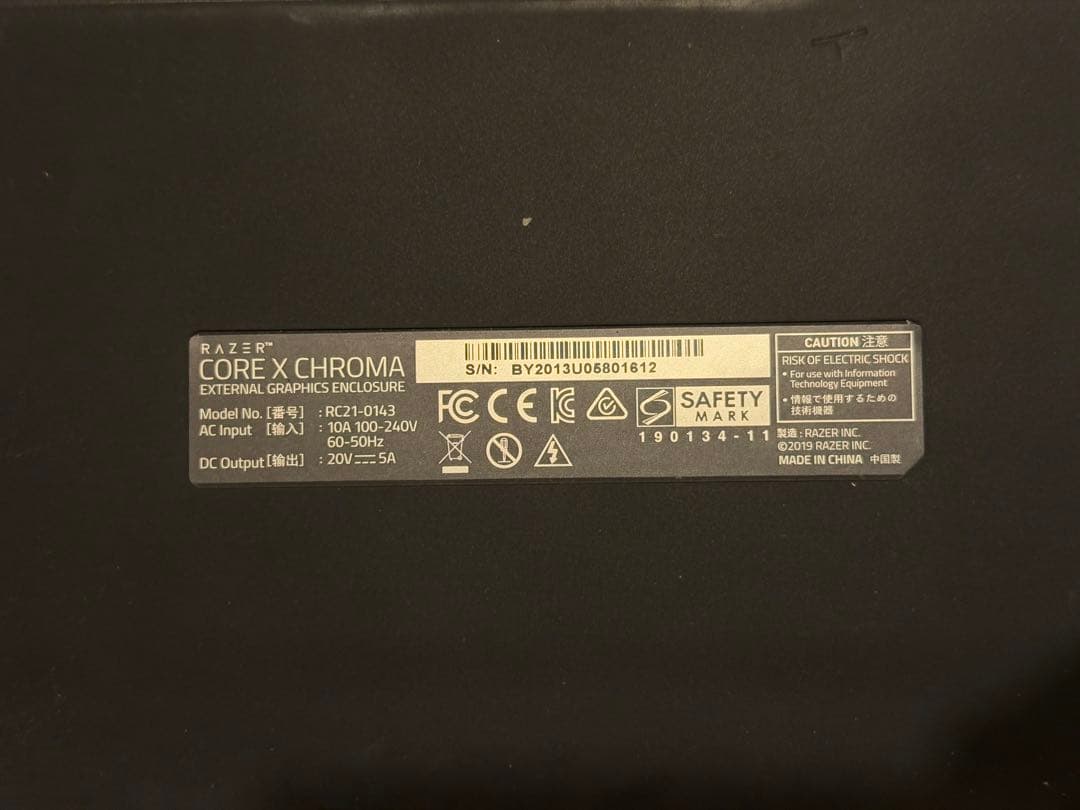 RAZER™
CORE X CHROMA
EXTERNAL GRAPHICS ENCLOSURE
Model No. [番号] : RC21-0143
AC Input [输入] : 10A 100-240V
60-50Hz
DC Output [输出] : 20V⎓5A
S/N: BY2013U05801612
FC CE KC
SAFETY
MARK
190134-11
CAUTION 注意
RISK OF ELECTRIC SHOCK
• For use with Information
Technology Equipment
• 情報で使用するための
技術機器
製造 : RAZER INC.
©2019 RAZER INC.
MADE IN CHINA 中国製